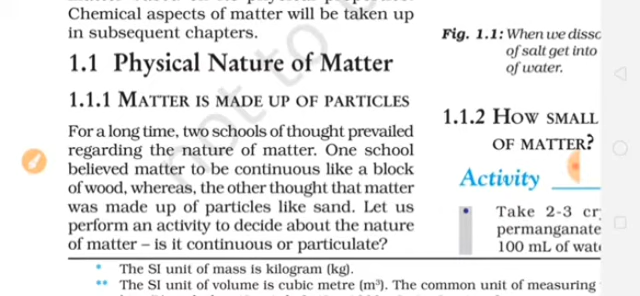 Chemical aspects of matter will be taken up
in subsequent chapters.
1.1 Physical Nature of Matter
1.1.1 MATTER IS MADE UP OF PARTICLES
For a long time, two schools of thought prevailed
regarding the nature of matter. One school
believed matter to be continuous like a block
of wood, whereas, the other thought that matter
was made up of particles like sand. Let us
perform an activity to decide about the nature
of matter – is it continuous or particulate?
Fig. 1.1: When we disso
of salt get into
of water.
1.1.2 HOW SMALL
OF MATTER?
Activity
Take 2-3 cr
permanganate
100 mL of wat
* The SI unit of mass is kilogram (kg).
** The SI unit of volume is cubic metre (m³). The common unit of measuring